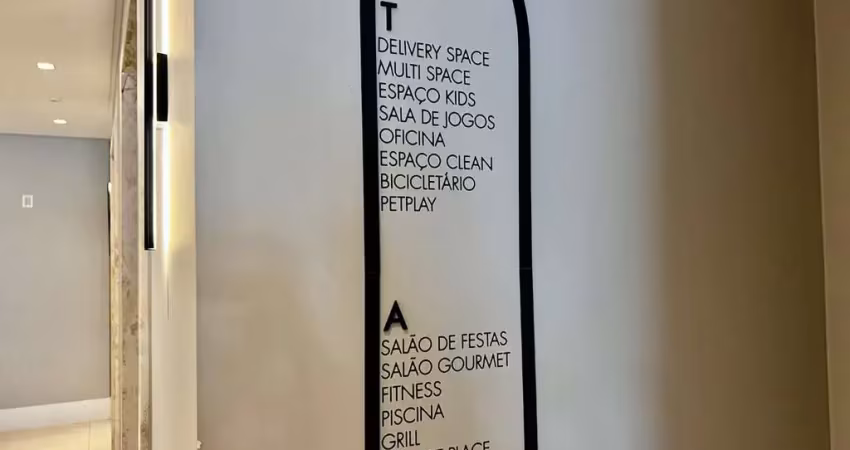 T
DELIVERY SPACE
MULTI SPACE
ESPAÇO KIDS
SALA DE JOGOS
OFICINA
ESPAÇO CLEAN
BICICLETÁRIO
PETPLAY
A
SALÃO DE FESTAS
SALÃO GOURMET
FITNESS
PISCINA
GRILL
PLACE